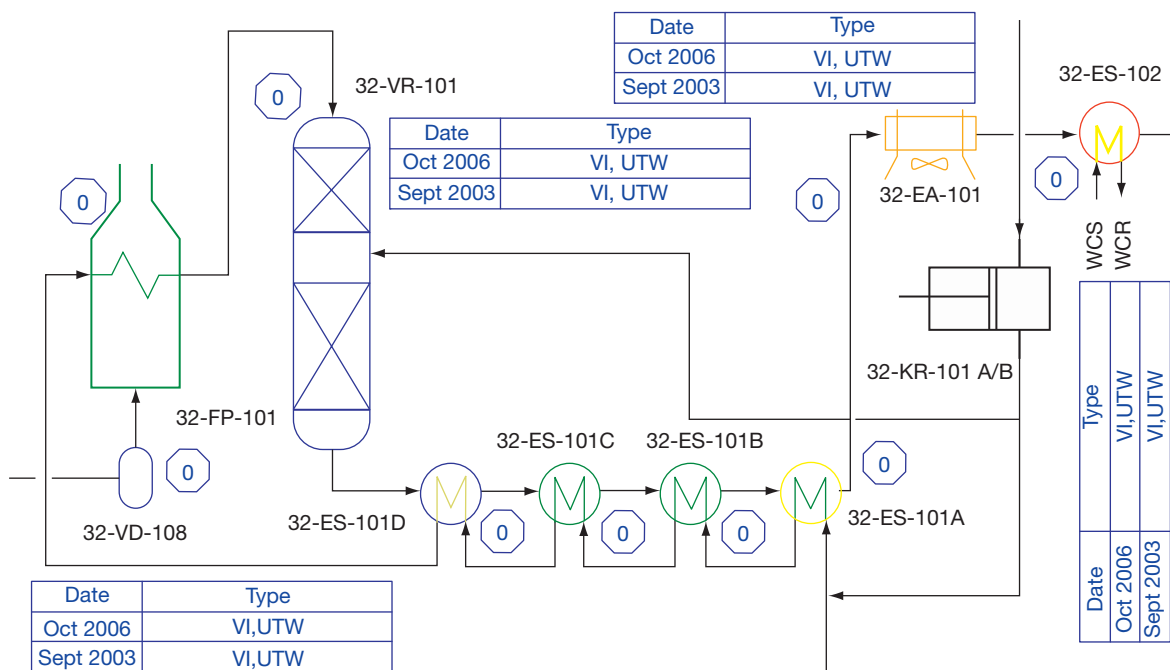 Date Type
Oct 2006 VI, UTW
Sept 2003 VI, UTW
32-ES-102
0
32-VR-101
Date Type
Oct 2006 VI, UTW
Sept 2003 VI, UTW
0
0
0
32-EA-101
WCS
WCR
32-KR-101 A/B
32-FP-101
32-ES-101C
32-ES-101B
0
0
32-VD-108
32-ES-101D
0
0
0
32-ES-101A
Date Type
Oct 2006 VI,UTW
Sept 2003 VI,UTW
Date Type
Oct 2006 VI,UTW
Sept 2003 VI,UTW